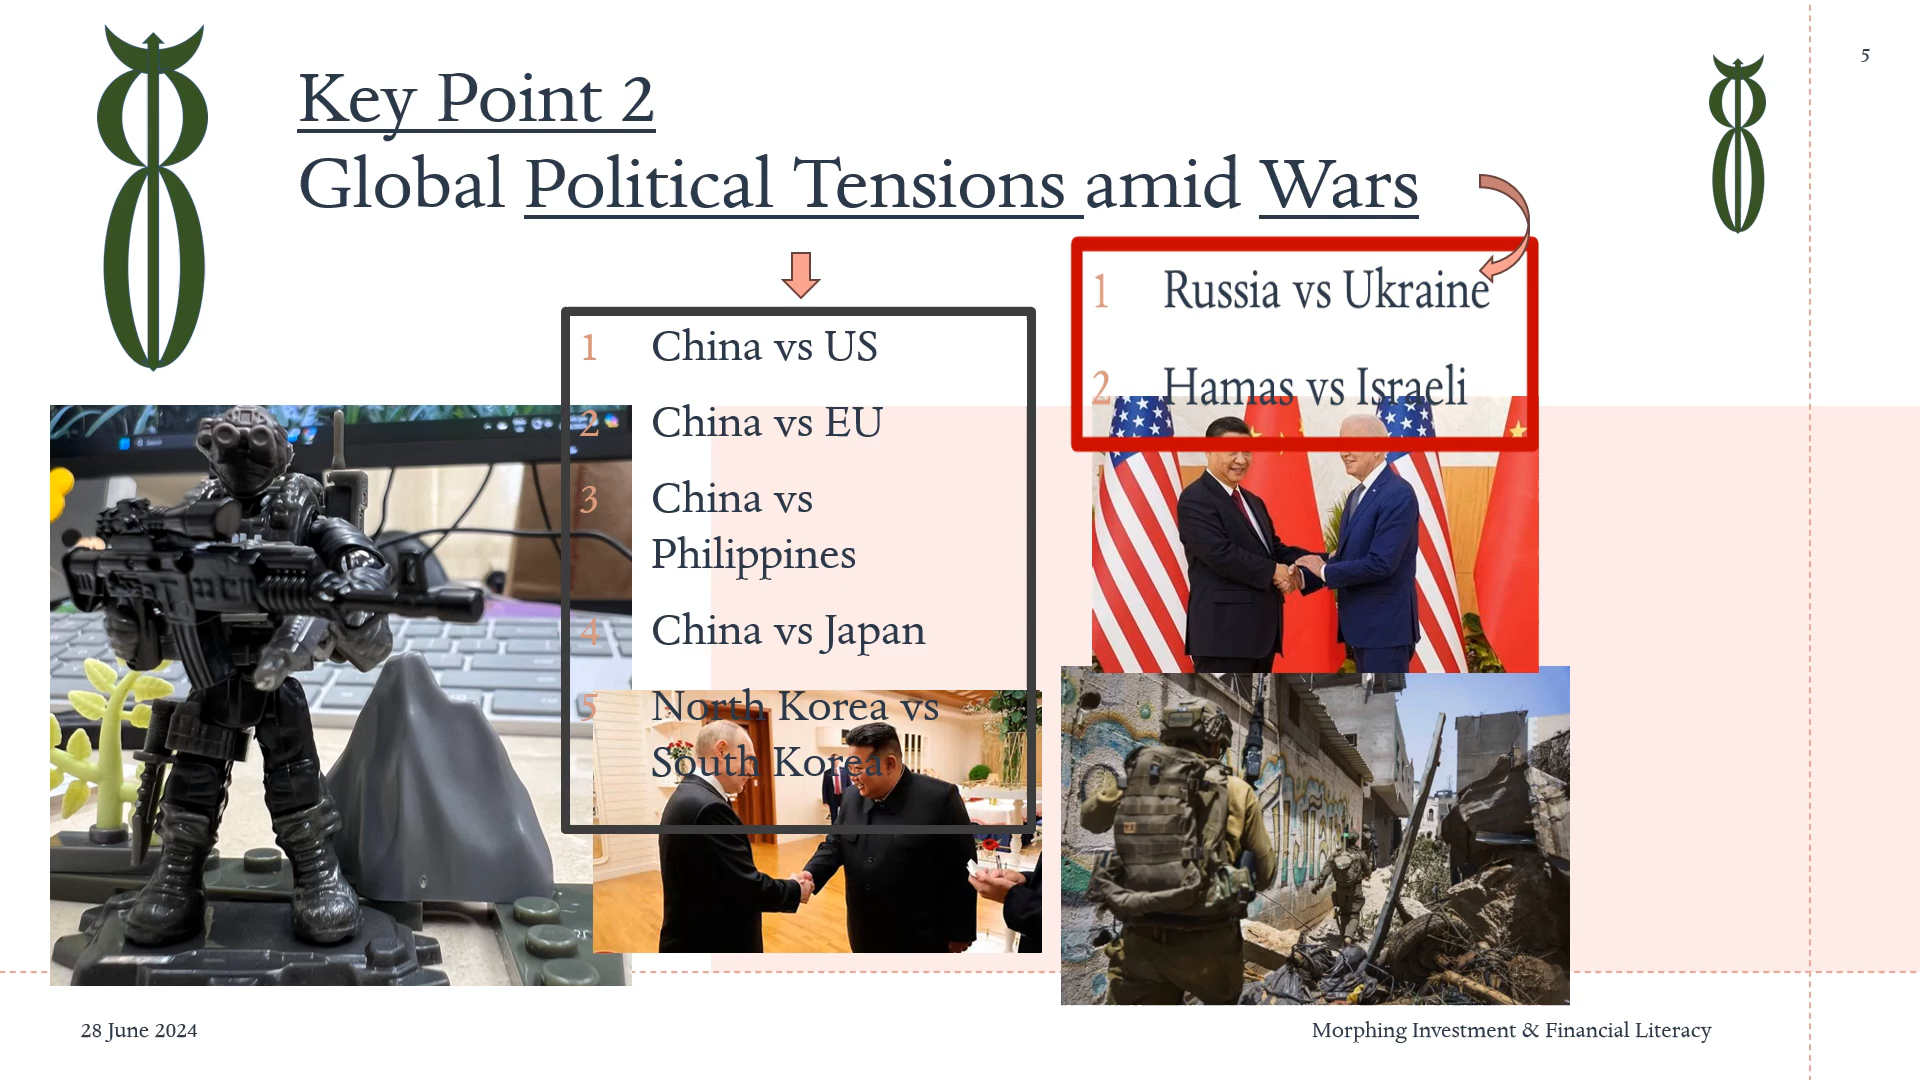 5
Key Point 2
Global Political Tensions amid Wars
1 China vs US
2 China vs EU
3 China vs
Philippines
4 China vs Japan
5 North Korea vs
South Korea
1 Russia vs Ukraine
2 Hamas vs Israeli
28 June 2024
Morphing Investment & Financial Literacy